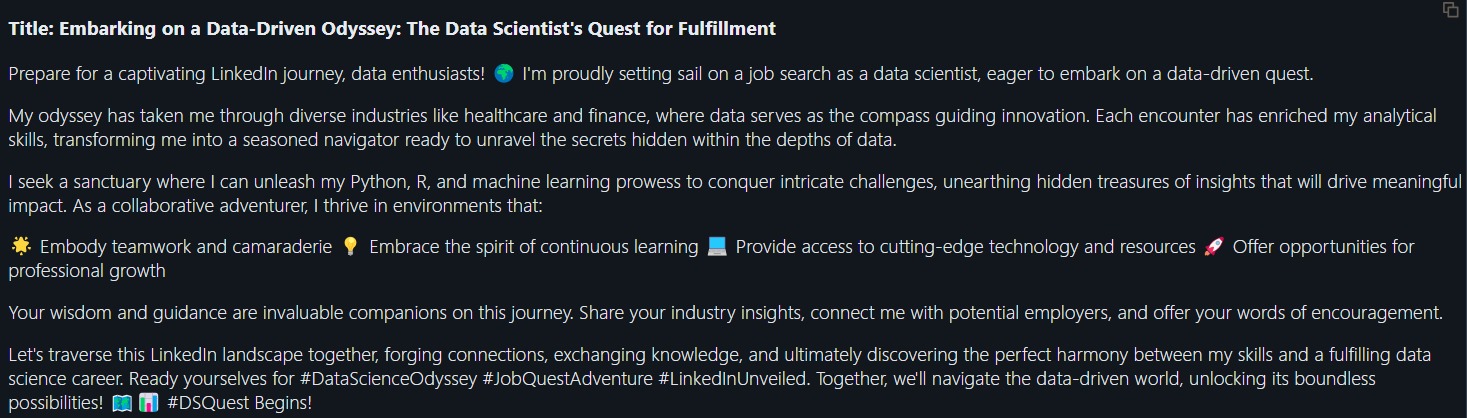 Title: Embarking on a Data-Driven Odyssey: The Data Scientist's Quest for Fulfillment
Prepare for a captivating LinkedIn journey, data enthusiasts! 🌍 I'm proudly setting sail on a job search as a data scientist, eager to embark on a data-driven quest.
My odyssey has taken me through diverse industries like healthcare and finance, where data serves as the compass guiding innovation. Each encounter has enriched my analytical
skills, transforming me into a seasoned navigator ready to unravel the secrets hidden within the depths of data.
I seek a sanctuary where I can unleash my Python, R, and machine learning prowess to conquer intricate challenges, unearthing hidden treasures of insights that will drive meaningful
impact. As a collaborative adventurer, I thrive in environments that:
🌟 Embody teamwork and camaraderie 💡 Embrace the spirit of continuous learning 💻 Provide access to cutting-edge technology and resources 🚀 Offer opportunities for
professional growth
Your wisdom and guidance are invaluable companions on this journey. Share your industry insights, connect me with potential employers, and offer your words of encouragement.
Let's traverse this LinkedIn landscape together, forging connections, exchanging knowledge, and ultimately discovering the perfect harmony between my skills and a fulfilling data
science career. Ready yourselves for #DataScienceOdyssey #JobQuestAdventure #LinkedInUnveiled. Together, we'll navigate the data-driven world, unlocking its boundless
possibilities! 🗺️ 📊 #DSQuest Begins!